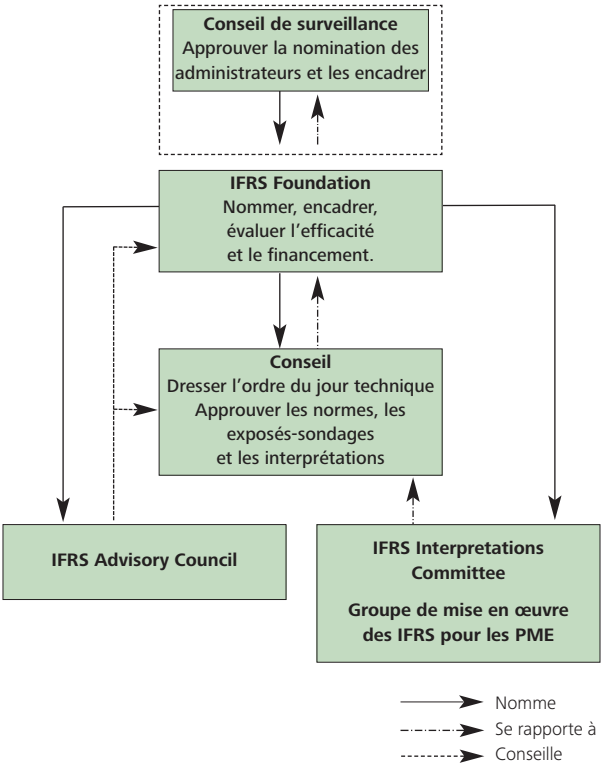 Conseil de surveillance
Approuver la nomination des
administrateurs et les encadrer
IFRS Foundation
Nommer, encadrer,
évaluer l’efficacité
et le financement.
Conseil
Dresser l’ordre du jour technique
Approuver les normes, les
exposés-sondages
et les interprétations
IFRS Advisory Council
IFRS Interpretations
Committee
Groupe de mise en œuvre
des IFRS pour les PME
Nomme
Se rapporte à
Conseille